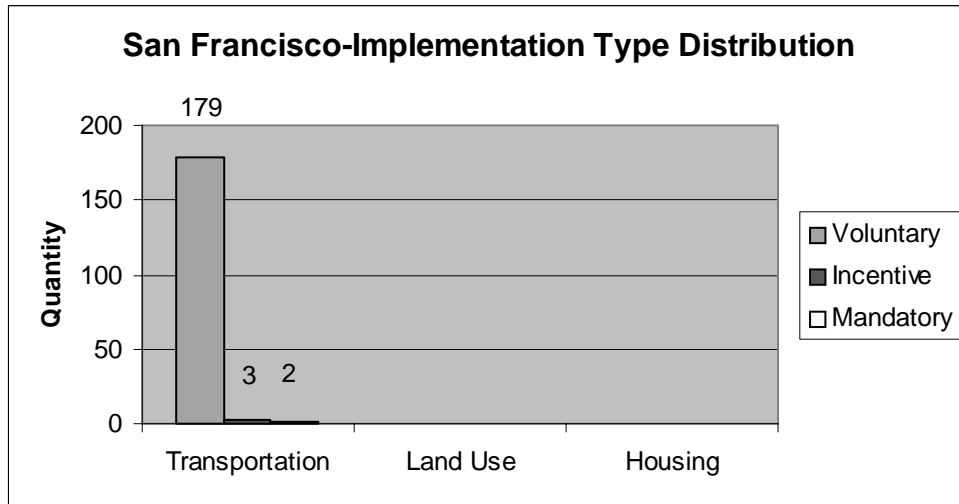 San Francisco-Implementation Type Distribution
179
200
150
100
50
0
Quantity
3 2
Transportation Land Use Housing
Voluntary
Incentive
Mandatory